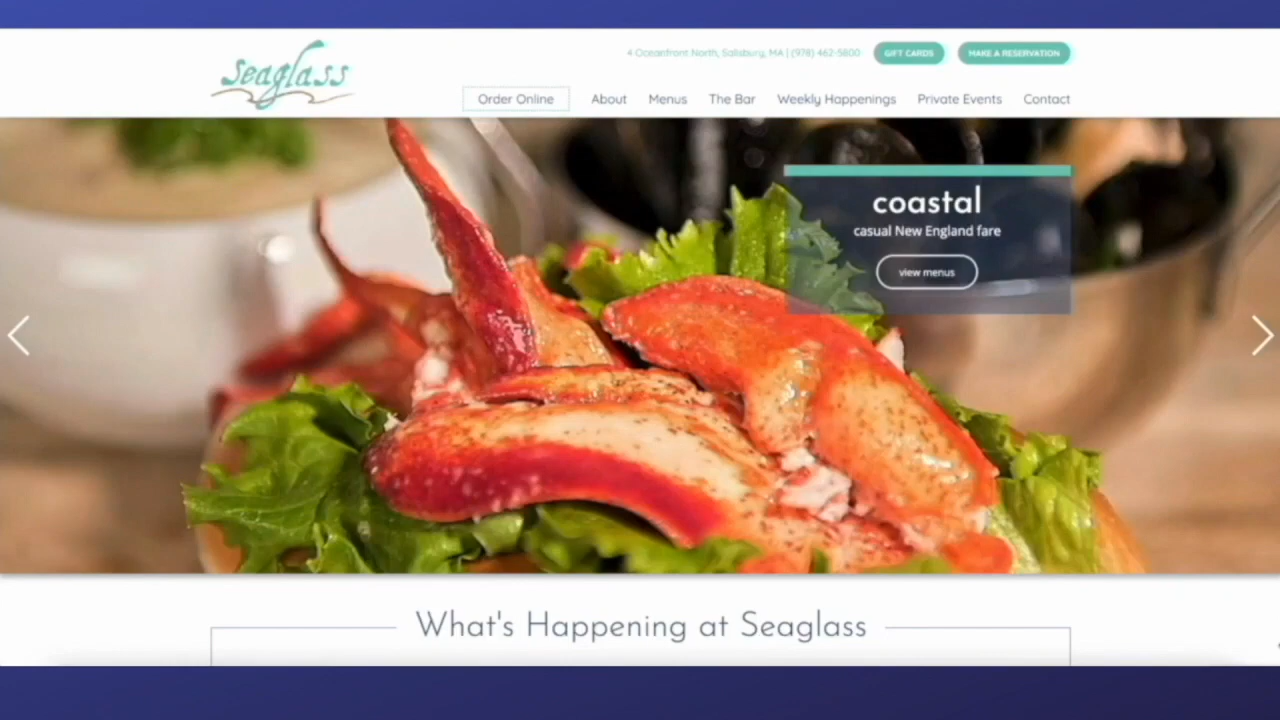 seaglass
4 Oceanfront North, Salisbury, MA | (978) 462-5800
GIFT CARDS
MAKE A RESERVATION
Order Online
About
Menus
The Bar
Weekly Happenings
Private Events
Contact
coastal
casual New England fare
view menus
What's Happening at Seaglass